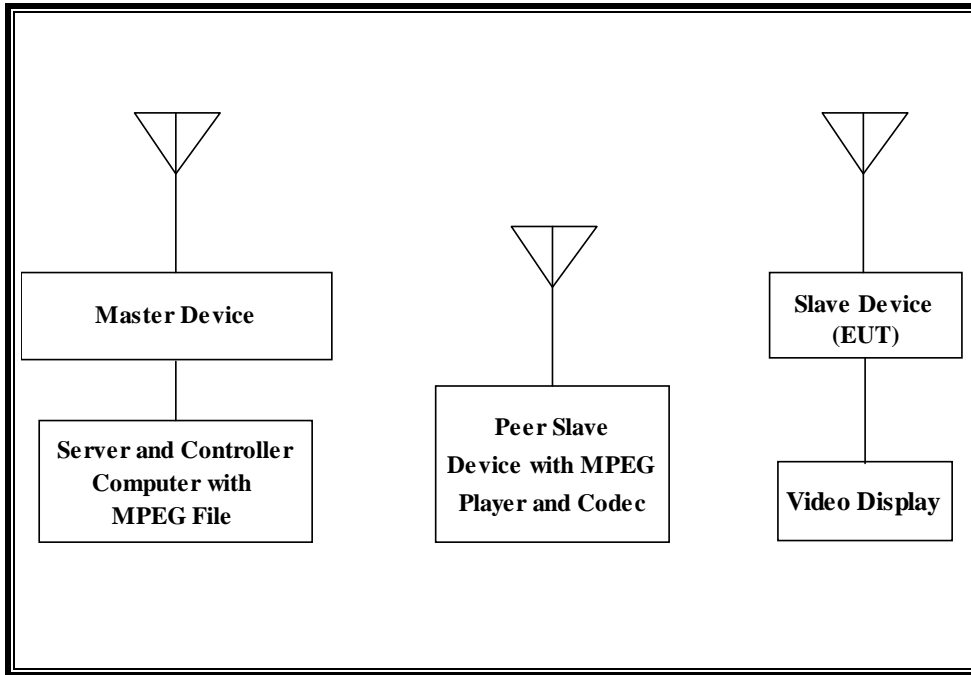 Master Device
Server and Controller
Computer with
MPEG File
Peer Slave
Device with MPEG
Player and Codec
Slave Device
(EUT)
Video Display